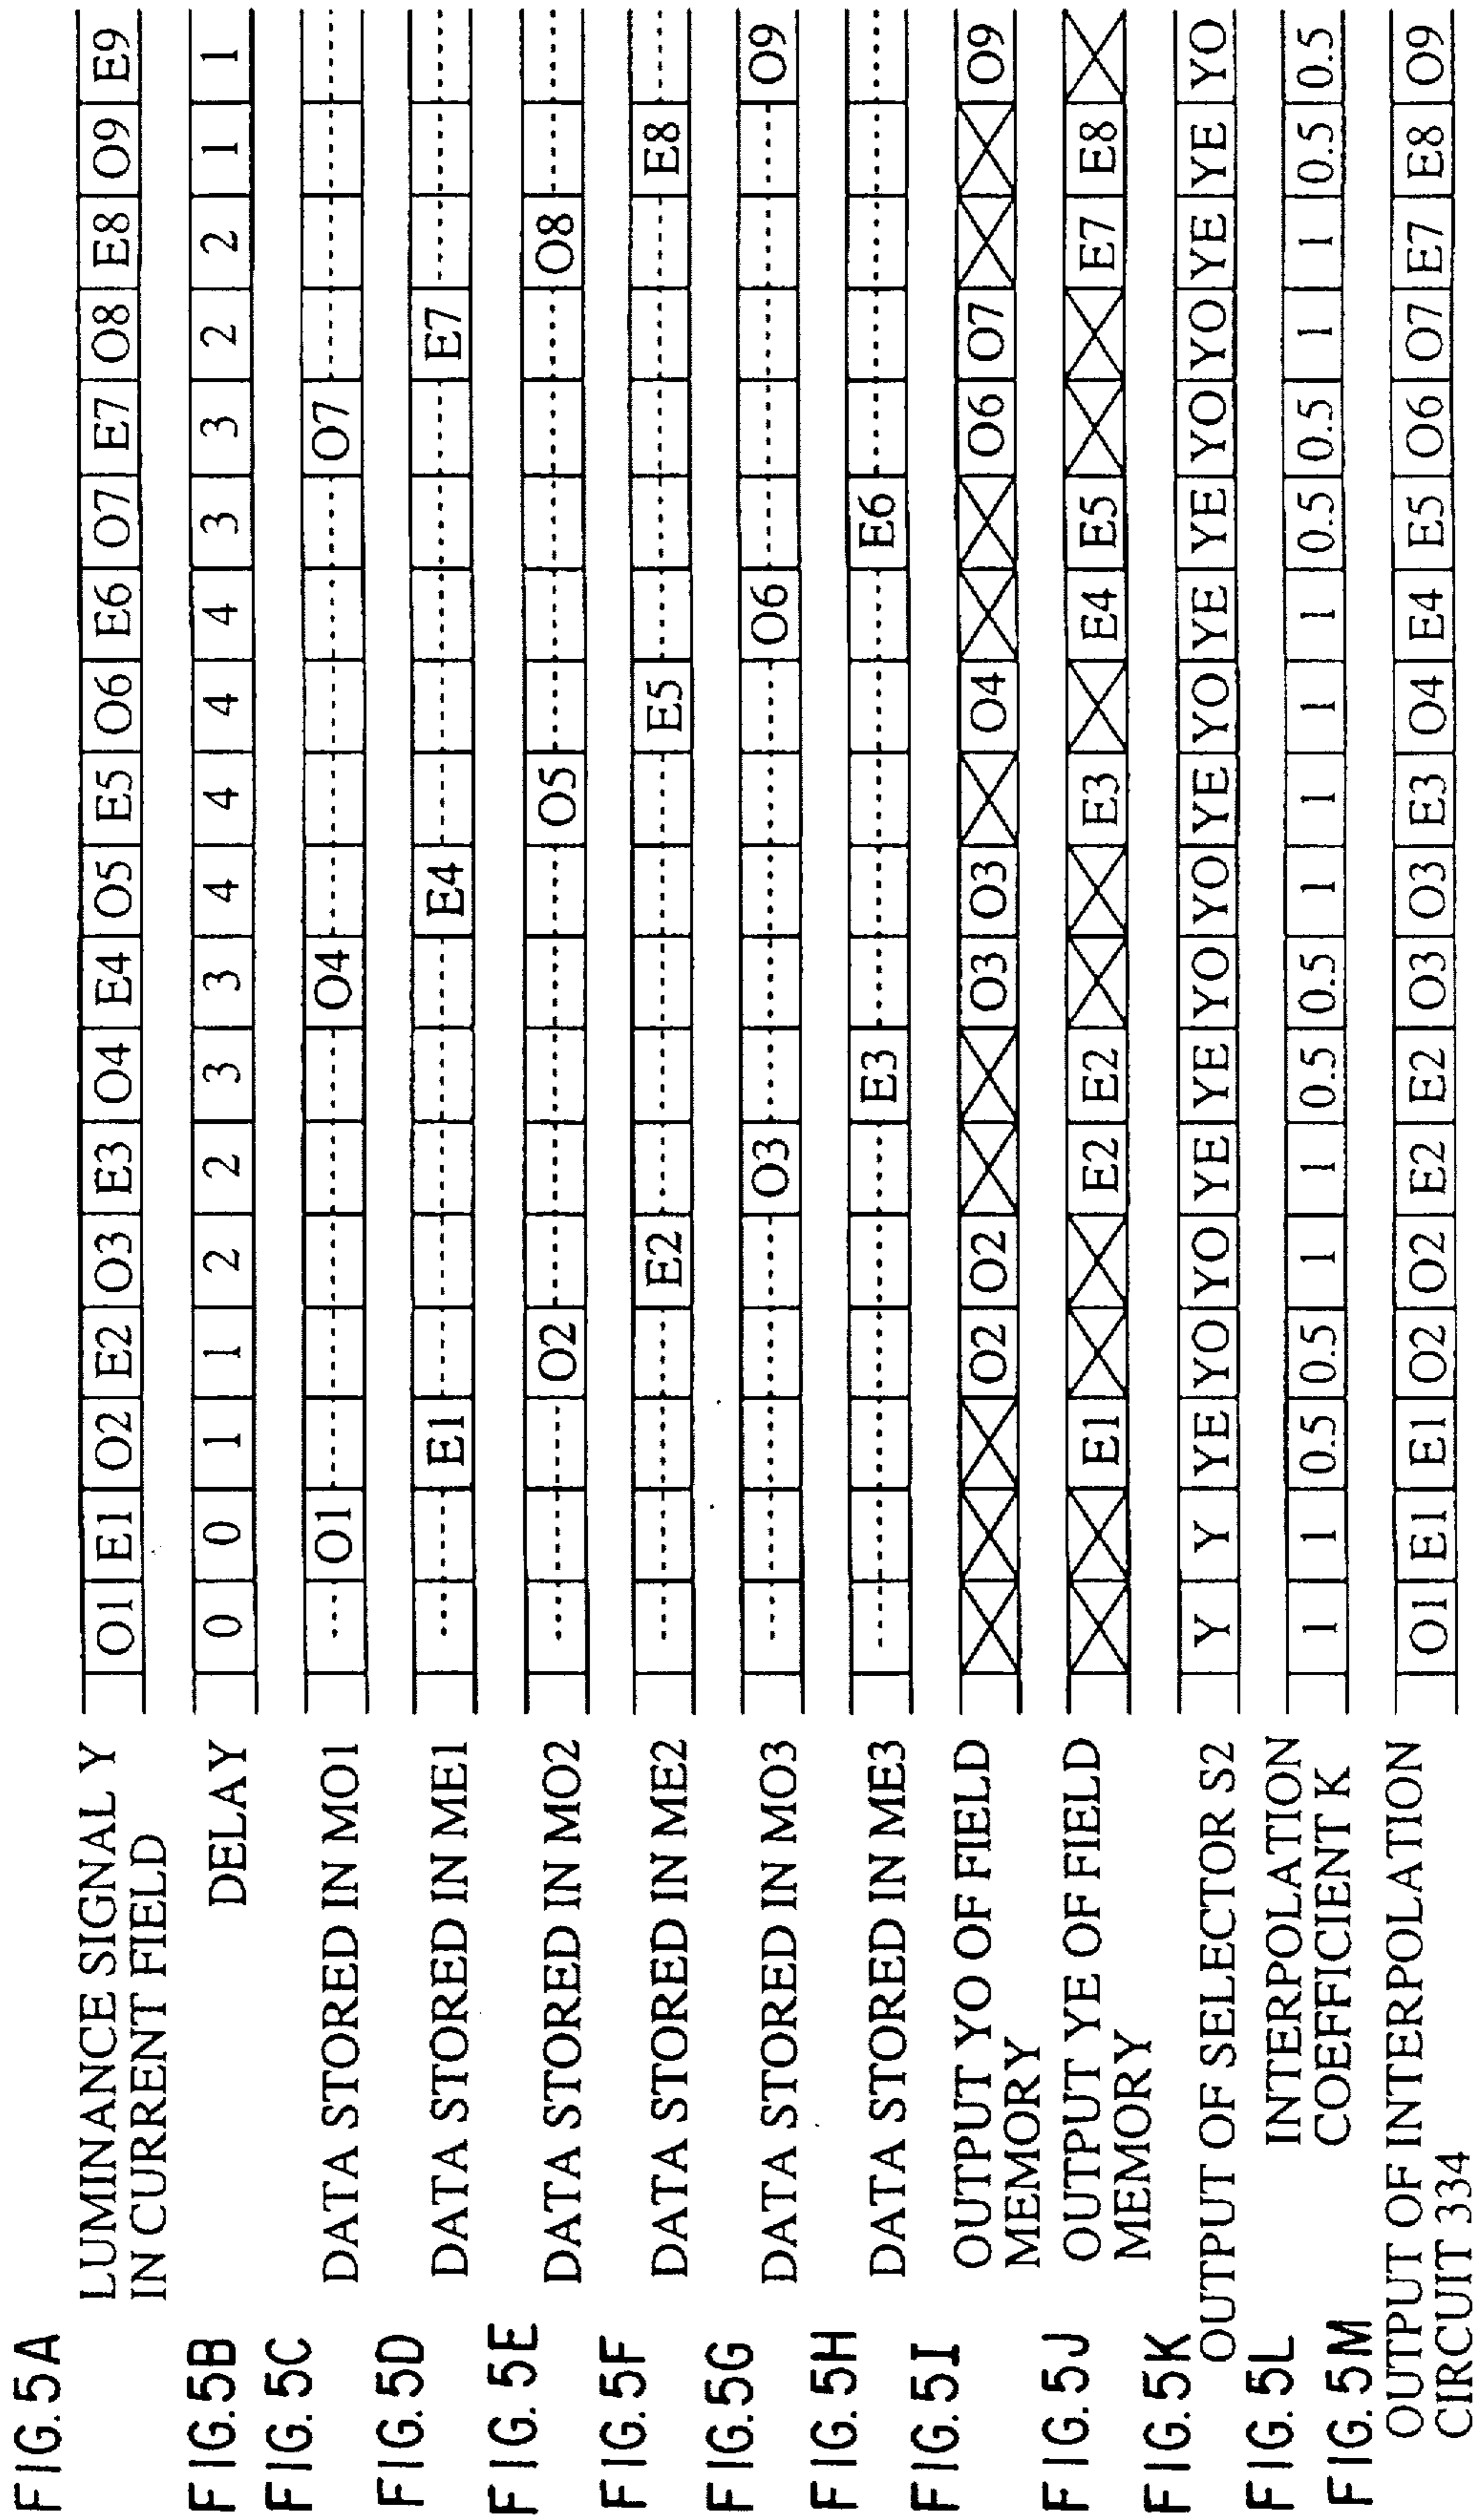 FIG.5A
LUMINANCE SIGNAL Y
IN CURRENT FIELD
O1 E1 O2 E2 O3 E3 O4 E4 O5 E5 O6 E6 O7 E7 O8 E8 O9 E9
FIG.5B
DELAY
0 0 1 1 2 2 3 3 4 4 4 4 3 3 2 2 1 1
FIG.5C
DATA STORED IN MO1
O1 O4 O7
FIG.5D
DATA STORED IN ME1
E1 E4 E7
FIG.5E
DATA STORED IN MO2
O2 O5 O8
FIG.5F
DATA STORED IN ME2
E2 E5 E8
FIG.5G
DATA STORED IN MO3
O3 O6 O9
FIG.5H
DATA STORED IN ME3
E3 E6
FIG.5I
OUTPUT YO OF FIELD
MEMORY
O2 O2 O3 O3 O4 O6 O7 O9
FIG.5J
OUTPUT YE OF FIELD
MEMORY
E1 E2 E2 E3 E4 E5 E7 E8
FIG.5K
OUTPUT OF SELECTOR S2
Y Y YE YO YO YE YE YO YO YE YO YE YE YO YO YE YE YO
FIG.5L
INTERPOLATION
COEFFICIENT K
1 1 0.5 0.5 1 1 0.5 0.5 1 1 1 1 0.5 0.5 1 1 0.5 0.5
FIG.5M
OUTPUT OF INTERPOLATION
CIRCUIT 334
O1 E1 E1 O2 O2 E2 E2 O3 O3 E3 O4 E4 E5 O6 O7 E7 E8 O9